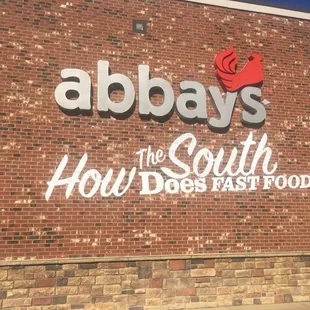 abbays
How The South
Does FAST FOOD